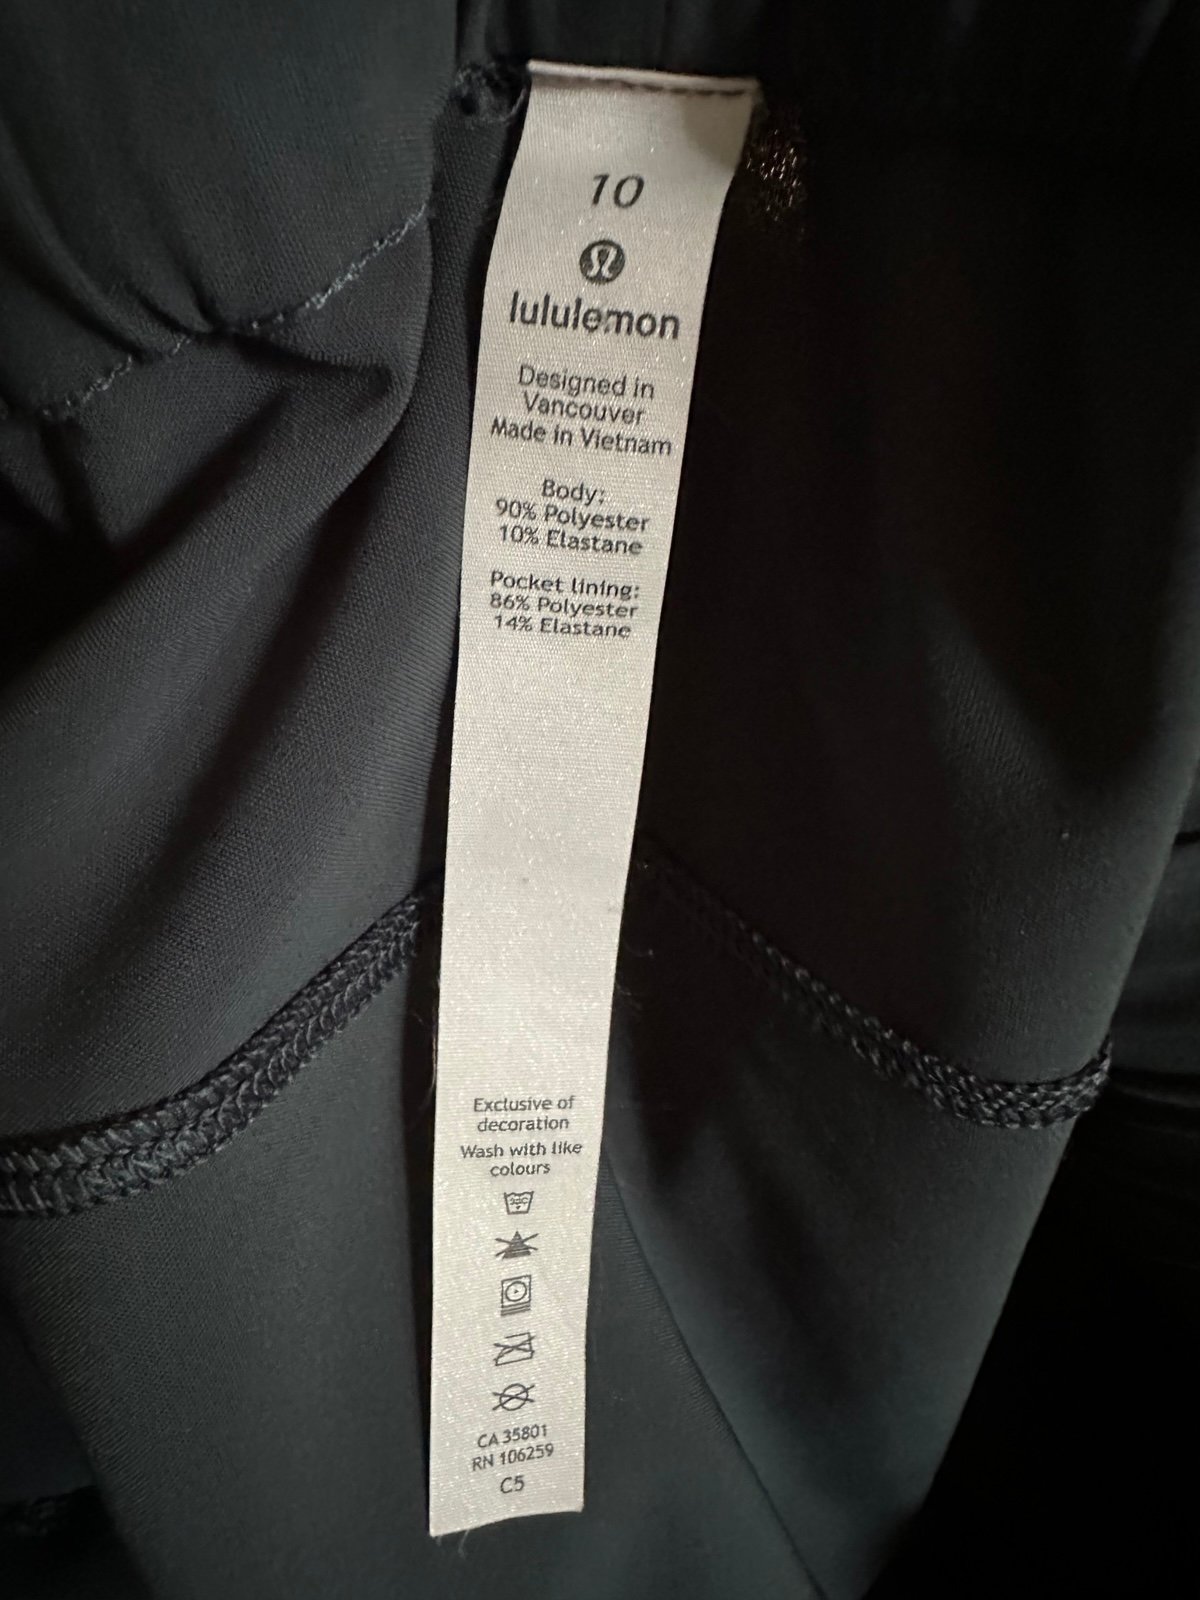 10
lululemon
Designed in
Vancouver
Made in Vietnam
Body:
90% Polyester
10% Elastane
Pocket lining:
86% Polyester
14% Elastane
Exclusive of
decoration
Wash with like
colours
CA 35801
RN 106259
C5